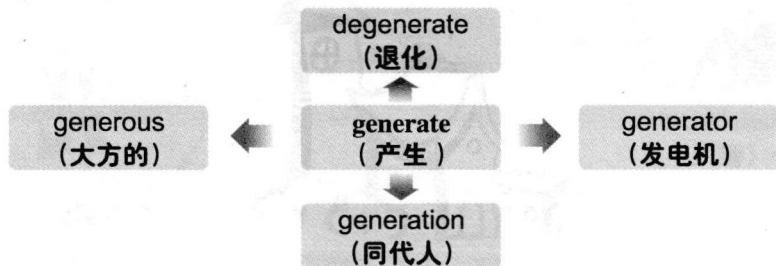 degenerate
(退化)
generous
(大方的)
generate
(产生)
generator
(发电机)
generation
(同代人)